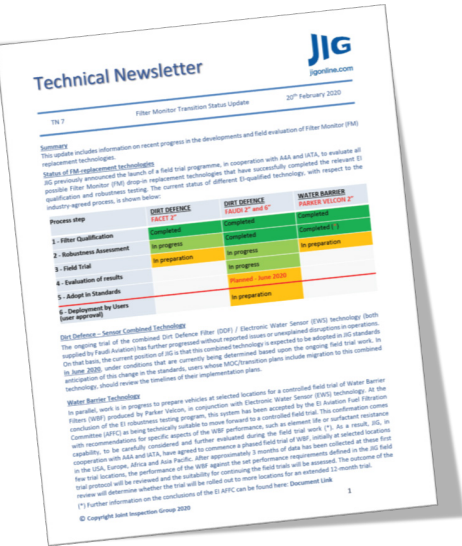 JIG
jigonline.com
Technical Newsletter
TN 7 Filter Monitor Transition Status Update 20th February 2020
Summary
This update includes information on recent progress in the developments and field evaluation of Filter Monitor (FM)
replacement technologies.
Status of FM-replacement technologies
JIG previously announced the launch of a field trial programme, in cooperation with A4A and IATA, to evaluate all
possible Filter Monitor (FM) drop-in replacement technologies that have successfully completed the relevant EI
qualification and robustness testing. The current status of different EI-qualified technology, with respect to the
industry-agreed process, is shown below:
Process step DIRT DEFENCE DIRT DEFENCE WATER BARRIER
FACET 2" FAUDI 2" and 6" PARKER VELCON 2"
1 - Filter Qualification Completed Completed Completed
2 - Robustness Assessment In progress Completed Completed ( )
3 - Field Trial In preparation In progress In preparation
4 - Evaluation of results In progress
5 - Adopt in Standards Planned - June 2020
6 - Deployment by Users In preparation
(user approval)
Dirt Defence – Sensor Combined Technology
The ongoing trial of the combined Dirt Defence Filter (DDF) / Electronic Water Sensor (EWS) technology (both
supplied by Faudi Aviation) has further progressed without reported issues or unexplained disruptions in operations.
On that basis, the current position of JIG is that this combined technology is expected to be adopted in JIG standards
in June 2020, under conditions that are currently being determined based upon the ongoing field trial work. In
anticipation of this change in the standards, users whose MOC/transition plans include migration to this combined
technology, should review the timelines of their implementation plans.
Water Barrier Technology
In parallel, work is in progress to prepare vehicles at selected locations for a controlled field trial of Water Barrier
Filters (WBF) produced by Parker Velcon, in conjunction with Electronic Water Sensor (EWS) technology. At the
conclusion of the EI robustness testing program, this system has been accepted by the EI Aviation Fuel Filtration
Committee (AFFC) as being technically suitable to move forward to a controlled field trial. This confirmation comes
with recommendations for specific aspects of the WBF performance, such as element life or surfactant resistance
capability, to be carefully considered and further evaluated during the field trial work (*). As a result, JIG, in
cooperation with A4A and IATA, have agreed to commence a phased field trial of WBF, initially at selected locations
in the USA, Europe, Africa and Asia Pacific. After approximately 3 months of data has been collected at these first
few trial locations, the performance of the WBF against the set performance requirements defined in the JIG field
trial protocol will be reviewed and the suitability for continuing the field trials will be assessed. The outcome of the
review will determine whether the trial will be rolled out to more locations for an extended 12-month trial.
(*) Further information on the conclusions of the EI AFFC can be found here: Document Link
1
© Copyright Joint Inspection Group 2020